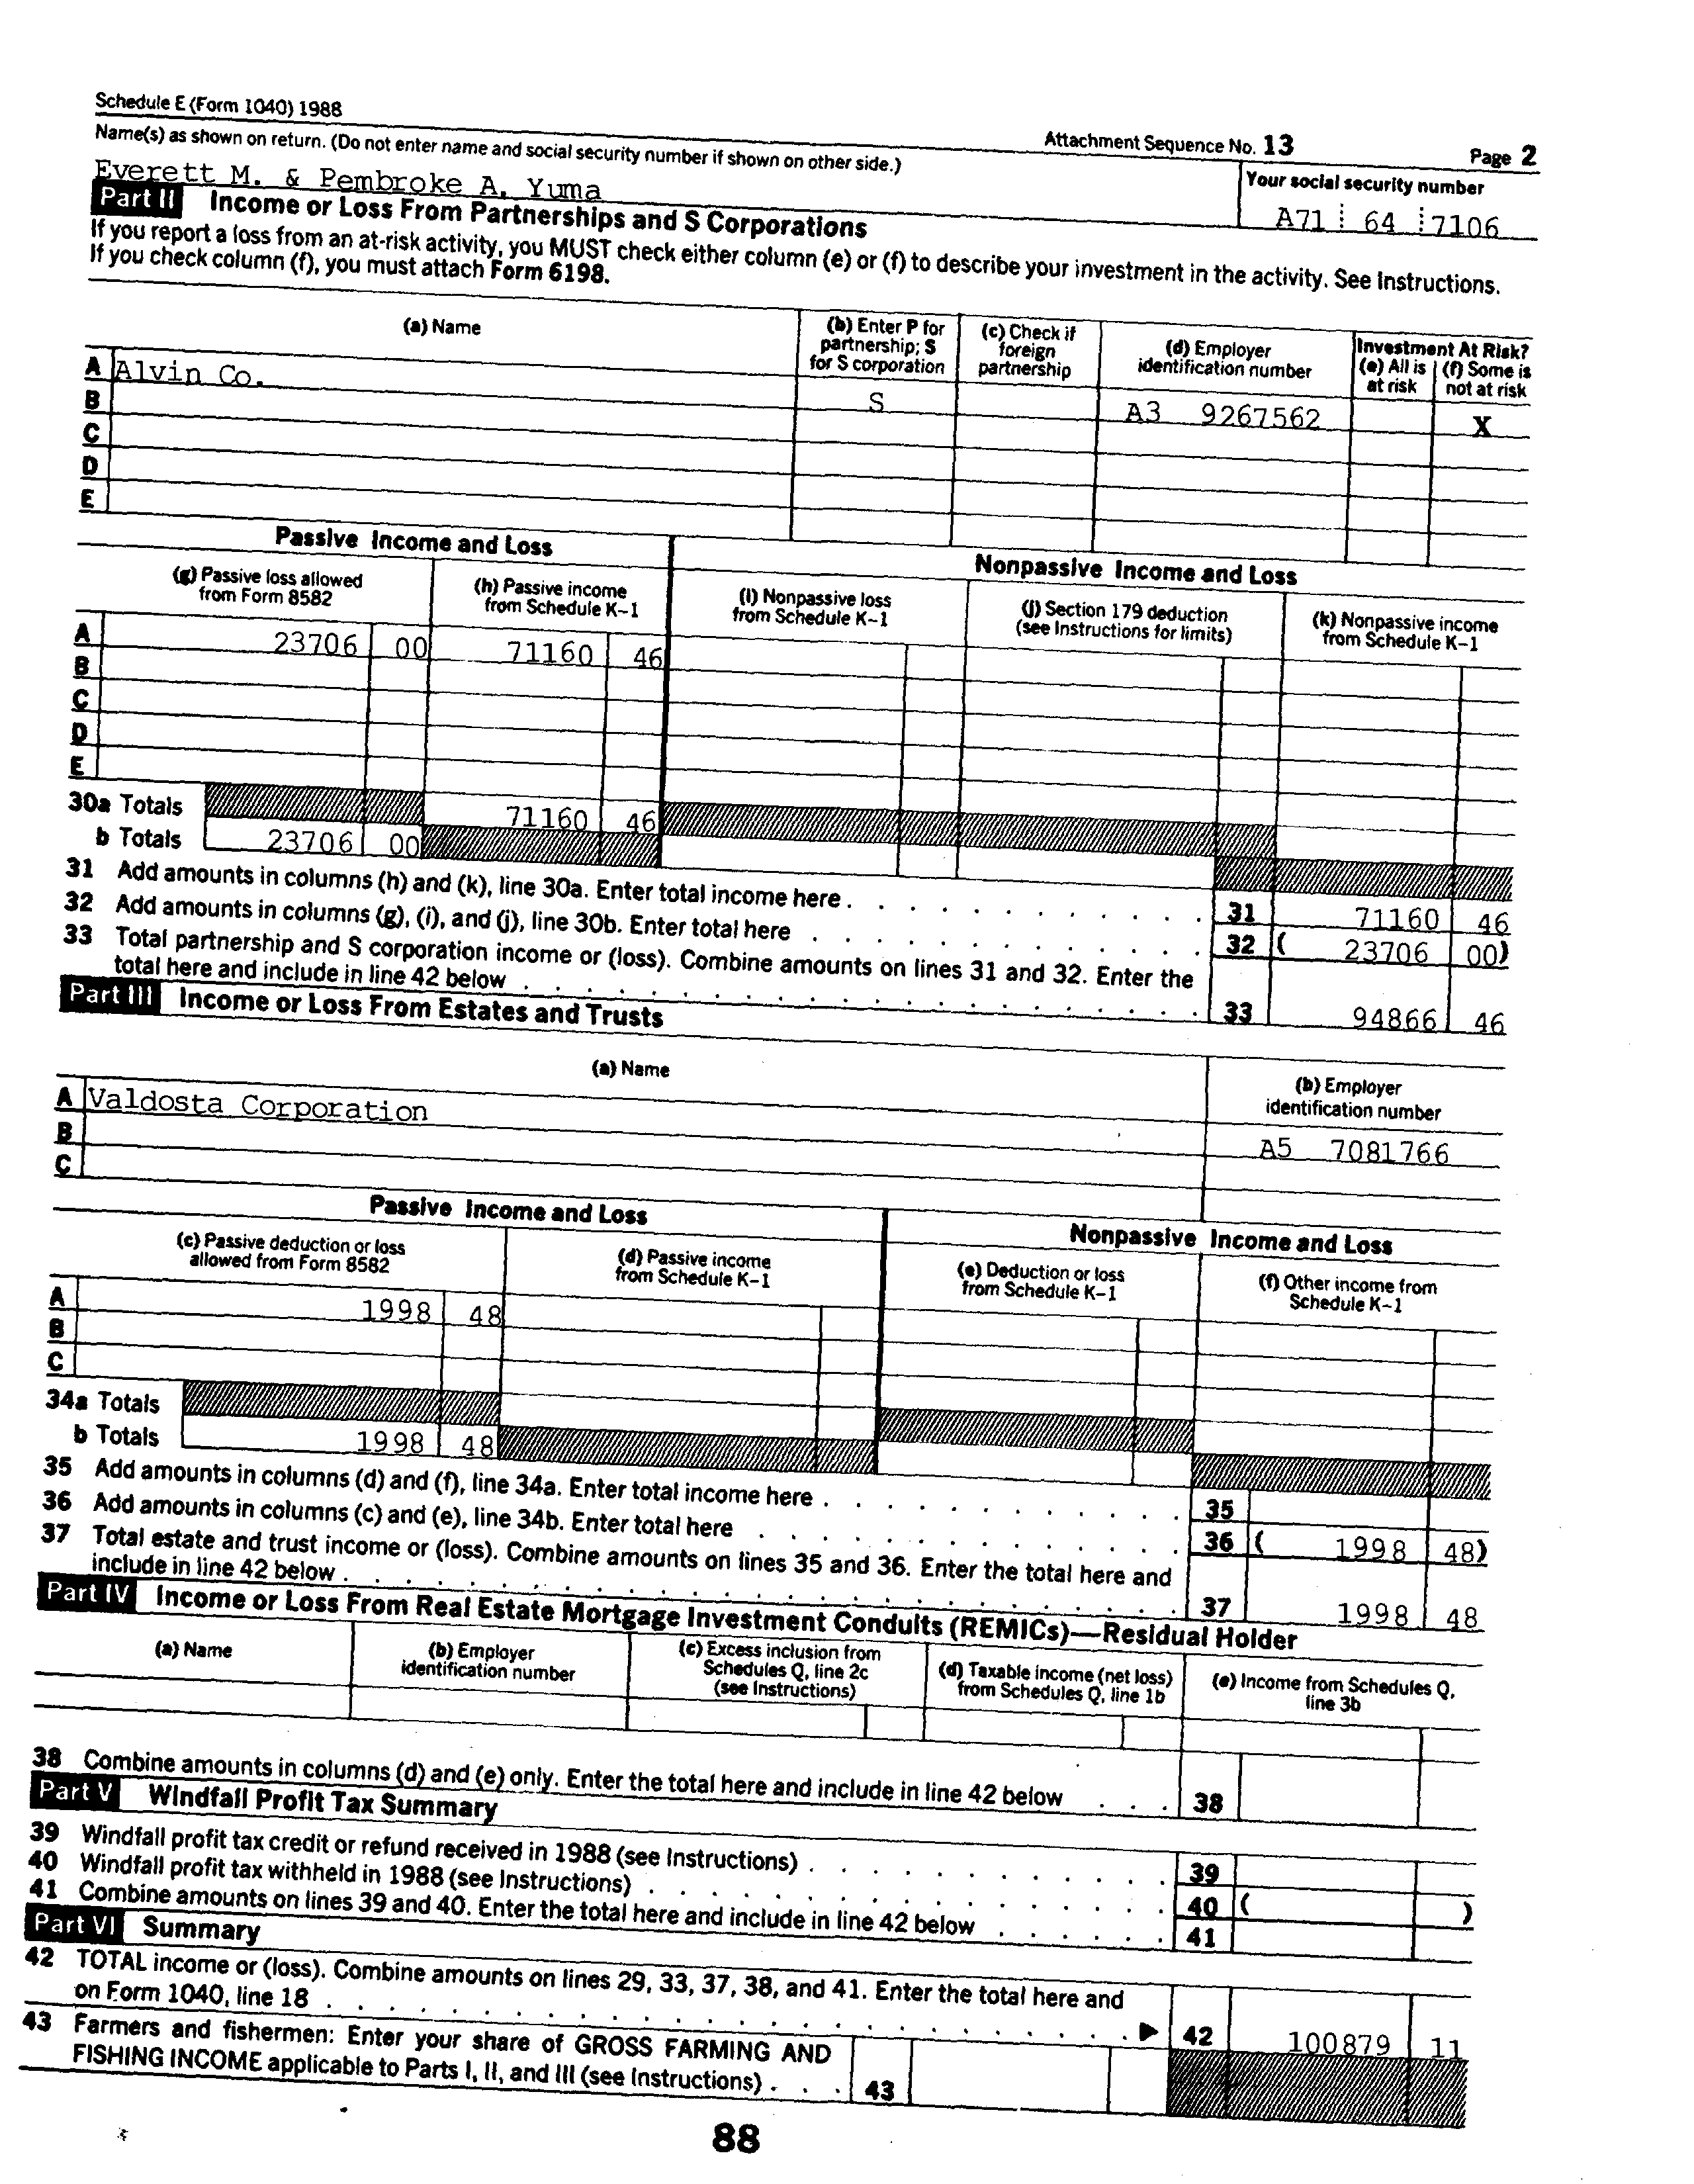 Schedule E (Form 1040) 1988
Attachment Sequence No. 13
Page 2
Name(s) as shown on return. (Do not enter name and social security number if shown on other side.)
Your social security number
Everett M. & Pembroke A. Yuma
A71 64 7106
Part II Income or Loss From Partnerships and S Corporations
If you report a loss from an at-risk activity, you MUST check either column (e) or (f) to describe your investment in the activity. See Instructions.
If you check column (f), you must attach Form 6198.
(a) Name
(b) Enter P for
partnership; S
for S corporation
(c) Check if
foreign
partnership
(d) Employer
identification number
Investment At Risk?
(e) All is
at risk
(f) Some is
not at risk
A Alvin Co. S A3 9267562 X
B
C
D
E
Passive Income and Loss
Nonpassive Income and Loss
(g) Passive loss allowed
from Form 8582
(h) Passive income
from Schedule K-1
(i) Nonpassive loss
from Schedule K-1
(j) Section 179 deduction
(see Instructions for limits)
(k) Nonpassive income
from Schedule K-1
A 23706 00 71160 46
B
C
D
E
30a Totals 71160 46
b Totals 23706 00
31 Add amounts in columns (h) and (k), line 30a. Enter total income here . . . . . . . . . . . . 31 71160 46
32 Add amounts in columns (g), (i), and (j), line 30b. Enter total here . . . . . . . . . . . . . 32 ( 23706 00)
33 Total partnership and S corporation income or (loss). Combine amounts on lines 31 and 32. Enter the
total here and include in line 42 below . . . . . . . . . . . . . . . . . . . . . . 33 94866 46
Part III Income or Loss From Estates and Trusts
(a) Name
(b) Employer
identification number
A Valdosta Corporation A5 7081766
B
C
Passive Income and Loss
Nonpassive Income and Loss
(c) Passive deduction or loss
allowed from Form 8582
(d) Passive income
from Schedule K-1
(e) Deduction or loss
from Schedule K-1
(f) Other income from
Schedule K-1
A 1998 48
B
C
34a Totals
b Totals 1998 48
35 Add amounts in columns (d) and (f), line 34a. Enter total income here . . . . . . . . . . . . 35
36 Add amounts in columns (c) and (e), line 34b. Enter total here . . . . . . . . . . . . . . 36 ( 1998 48)
37 Total estate and trust income or (loss). Combine amounts on lines 35 and 36. Enter the total here and
include in line 42 below . . . . . . . . . . . . . . . . . . . . . . . . . . . 37 1998 48
Part IV Income or Loss From Real Estate Mortgage Investment Conduits (REMICs)—Residual Holder
(a) Name
(b) Employer
identification number
(c) Excess inclusion from
Schedules Q, line 2c
(see Instructions)
(d) Taxable income (net loss)
from Schedules Q, line 1b
(e) Income from Schedules Q,
line 3b
38 Combine amounts in columns (d) and (e) only. Enter the total here and include in line 42 below . . . 38
Part V Windfall Profit Tax Summary
39 Windfall profit tax credit or refund received in 1988 (see Instructions) . . . . . . . . . . . . 39
40 Windfall profit tax withheld in 1988 (see Instructions) . . . . . . . . . . . . . . . . . 40 ( )
41 Combine amounts on lines 39 and 40. Enter the total here and include in line 42 below . . . . . . 41
Part VI Summary
42 TOTAL income or (loss). Combine amounts on lines 29, 33, 37, 38, and 41. Enter the total here and
on Form 1040, line 18 . . . . . . . . . . . . . . . . . . . . . . . . . . ▶ 42 100879 11
43 Farmers and fishermen: Enter your share of GROSS FARMING AND
FISHING INCOME applicable to Parts I, II, and III (see Instructions) . . . 43
88